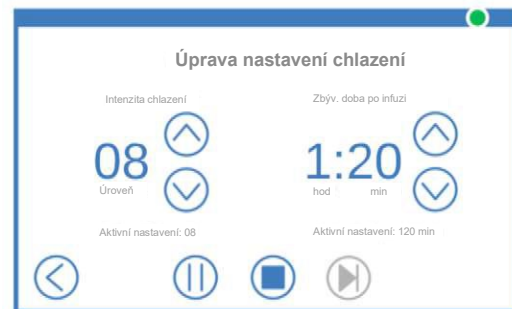 Úprava nastavení chlazení
Intenzita chlazení
Zbýv. doba po infuzi
08
1:20
Úroveň
hod min
Aktivní nastavení: 08
Aktivní nastavení: 120 min